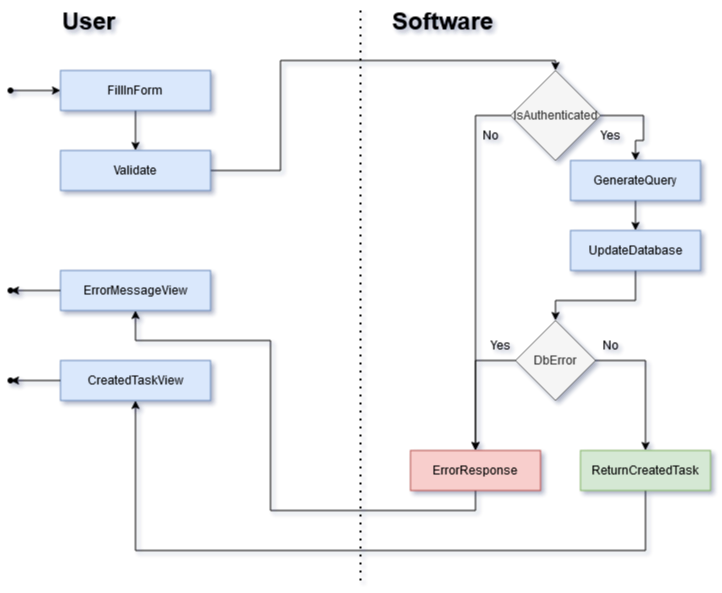 User
Software
FillInForm
IsAuthenticated
No
Yes
Validate
GenerateQuery
UpdateDatabase
ErrorMessageView
Yes
No
DbError
CreatedTaskView
ErrorResponse
ReturnCreatedTask